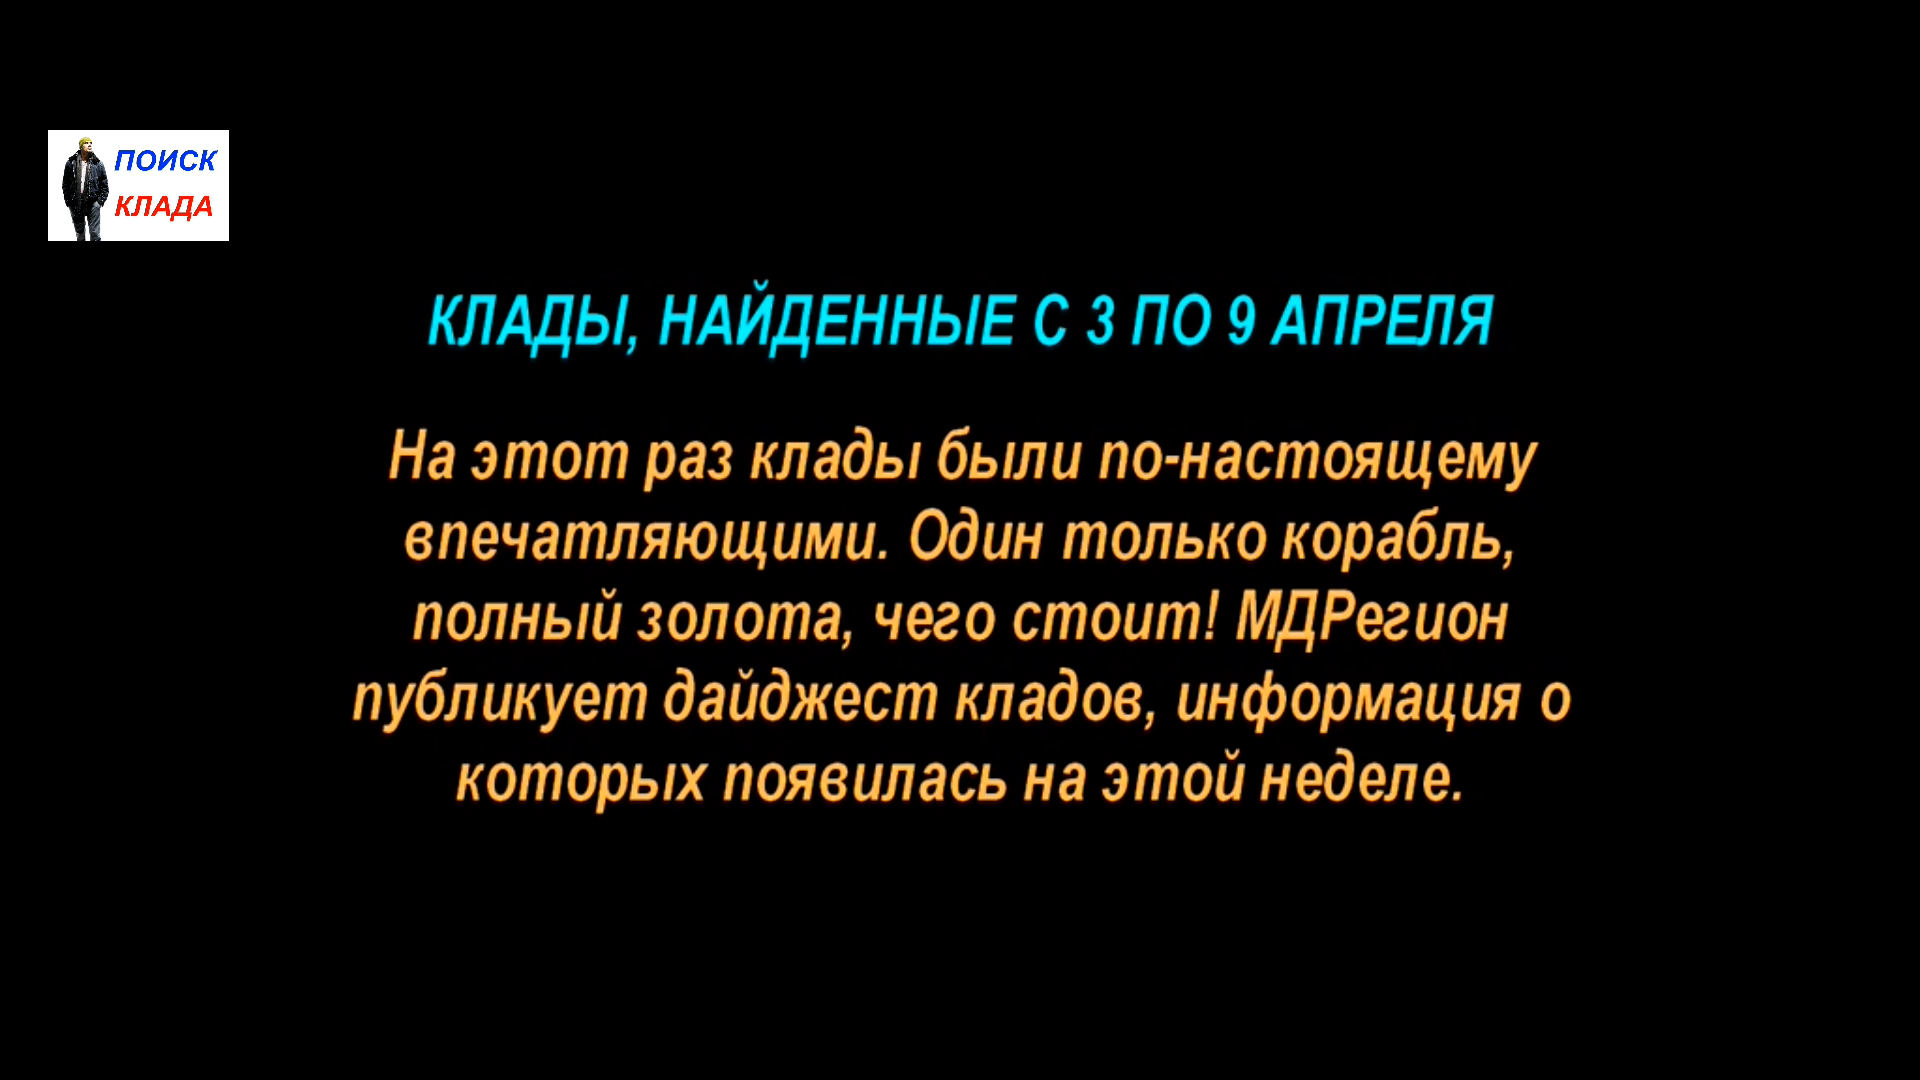 ПОИСК
КЛАДА
КЛАДЫ, НАЙДЕННЫЕ С 3 ПО 9 АПРЕЛЯ
На этот раз клады были по-настоящему
впечатляющими. Один только корабль,
полный золота, чего стоит! МДРегион
публикует дайджест кладов, информация о
которых появилась на этой неделе.